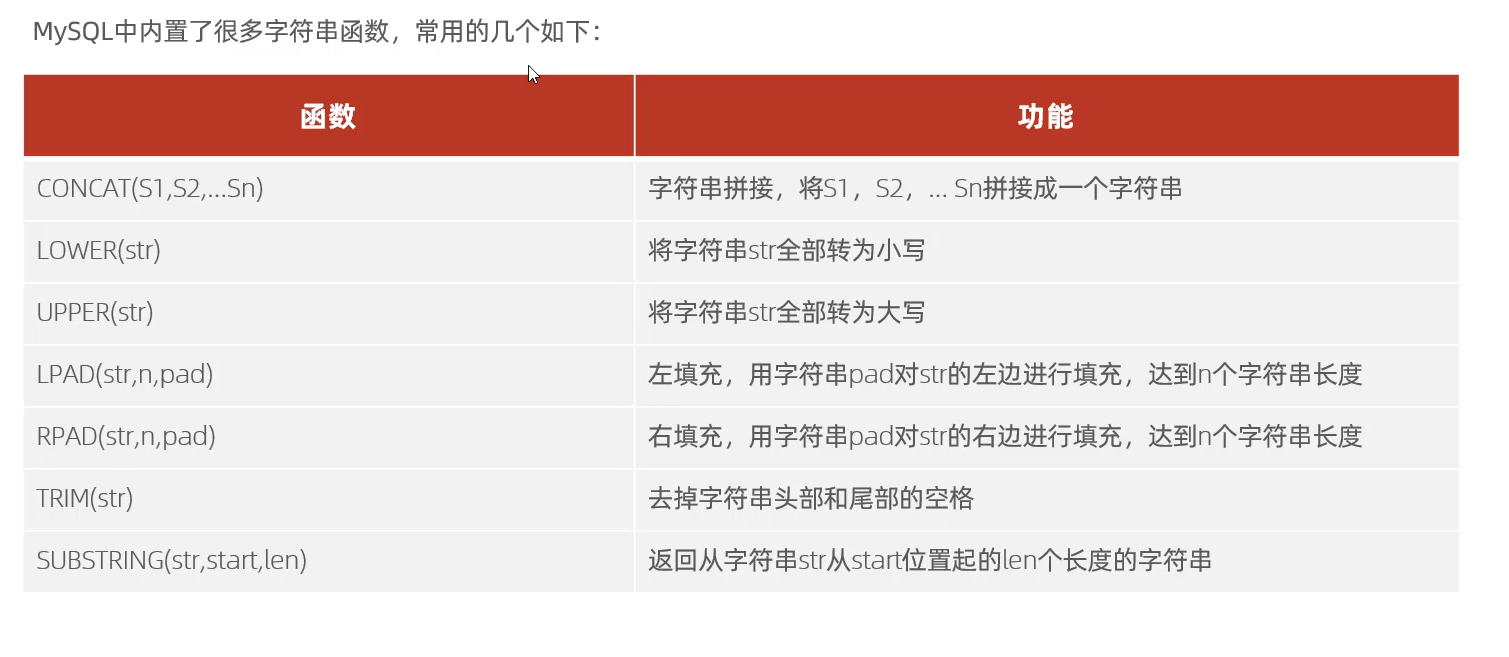 MySQL中内置了很多字符串函数，常用的几个如下：
函数 功能
CONCAT(S1,S2,...Sn) 字符串拼接，将S1，S2，... Sn拼接成一个字符串
LOWER(str) 将字符串str全部转为小写
UPPER(str) 将字符串str全部转为大写
LPAD(str,n,pad) 左填充，用字符串pad对str的左边进行填充，达到n个字符串长度
RPAD(str,n,pad) 右填充，用字符串pad对str的右边进行填充，达到n个字符串长度
TRIM(str) 去掉字符串头部和尾部的空格
SUBSTRING(str,start,len) 返回从字符串str从start位置起的len个长度的字符串